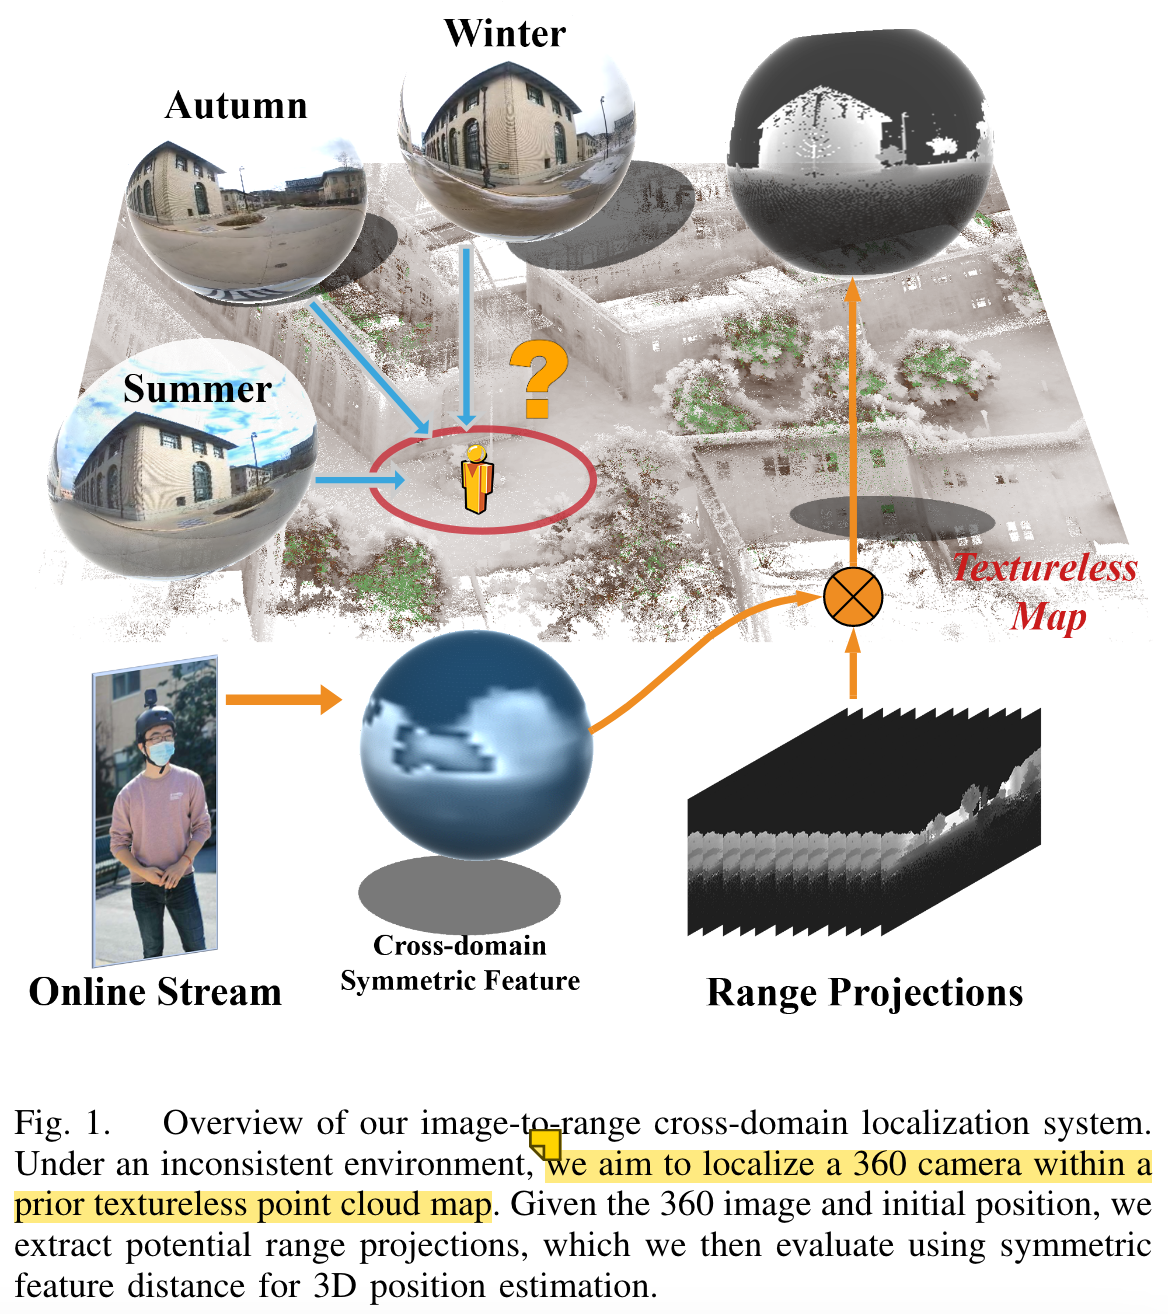 Winter
Autumn
Summer
?
Textureless
Map
Cross-domain
Symmetric Feature
Online Stream
Range Projections
Fig. 1. Overview of our image-to-range cross-domain localization system.
Under an inconsistent environment, we aim to localize a 360 camera within a
prior textureless point cloud map. Given the 360 image and initial position, we
extract potential range projections, which we then evaluate using symmetric
feature distance for 3D position estimation.